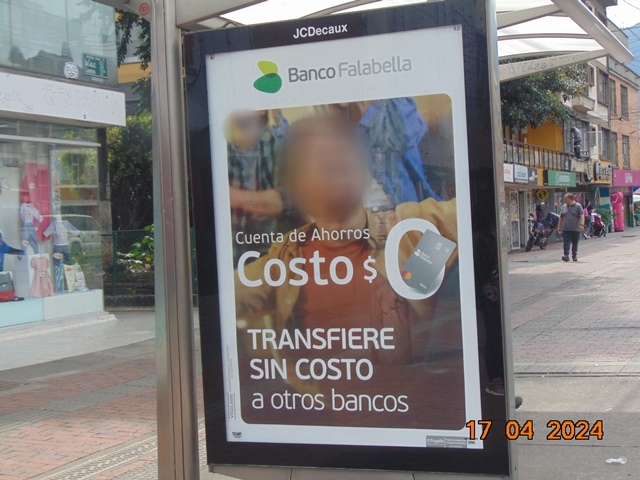 JCDecaux
Banco Falabella
Cuenta de Ahorros
Costo $0
TRANSFIERE
SIN COSTO
a otros bancos
17 04 2024